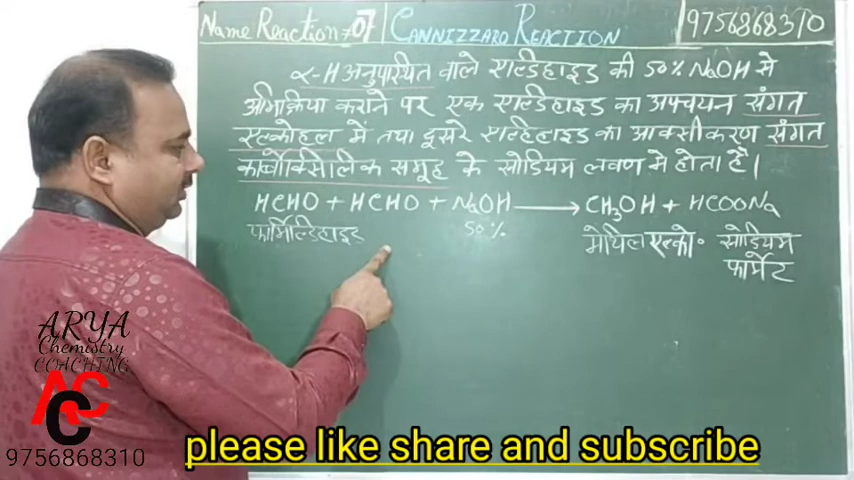 Name Reaction ≠ 07 CANNIZZARO REACTION 9756868310
α-H अनुपस्थित वाले एल्डिहाइड की 50% NaOH से
अभिक्रिया कराने पर एक एल्डिहाइड का अपचयन संगत
एल्कोहल में तथा दूसरे एल्डिहाइड का आक्सीकरण संगत
कार्बोक्सिलिक समूह के सोडियम लवण में होता है।
HCHO + HCHO + NaOH ⟶ CH₃OH + HCOONa
फार्मिल्डिहाइड 50% मेथिल एल्को॰ सोडियम
फार्मेट
ARYA
Chemistry
COACHING
AC
C
9756868310
please like share and subscribe